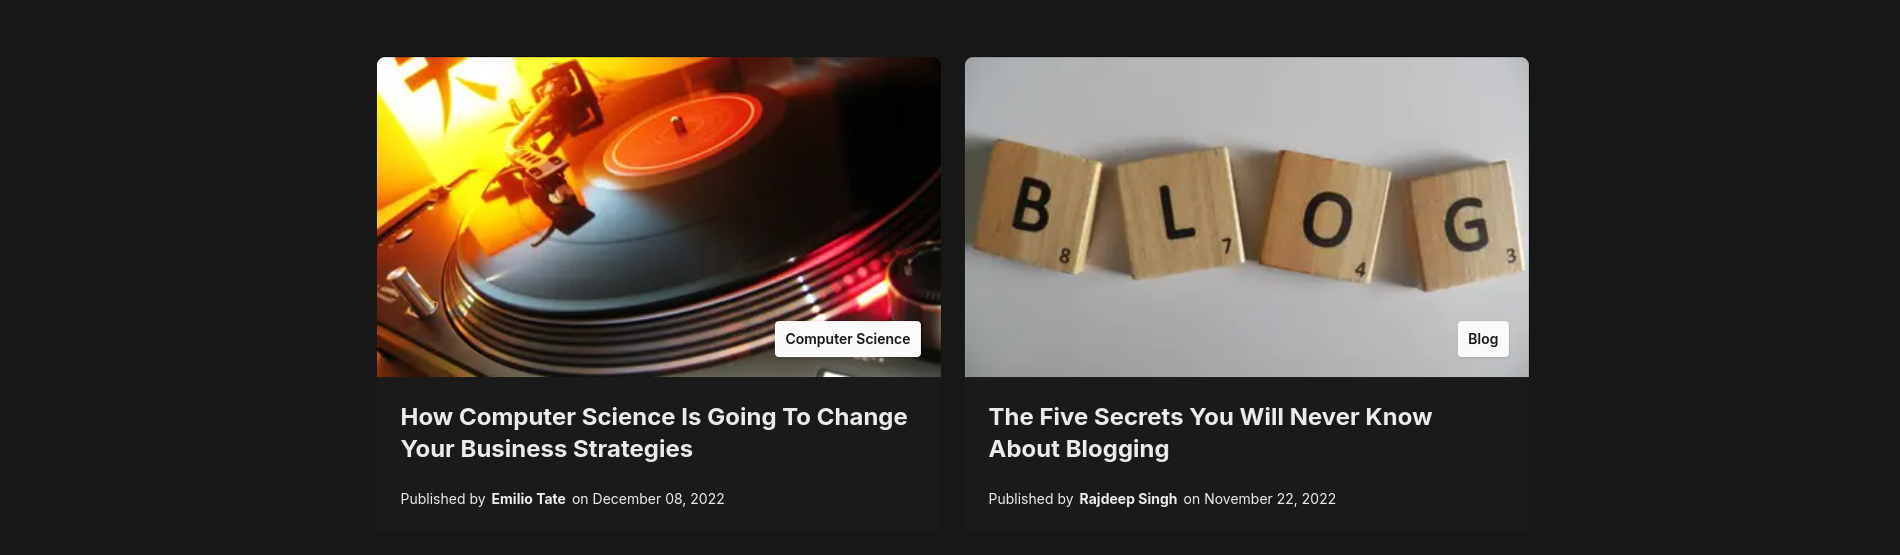 Computer Science
How Computer Science Is Going To Change
Your Business Strategies
Published by Emilio Tate on December 08, 2022
B L O G
8 7 4 3
Blog
The Five Secrets You Will Never Know
About Blogging
Published by Rajdeep Singh on November 22, 2022